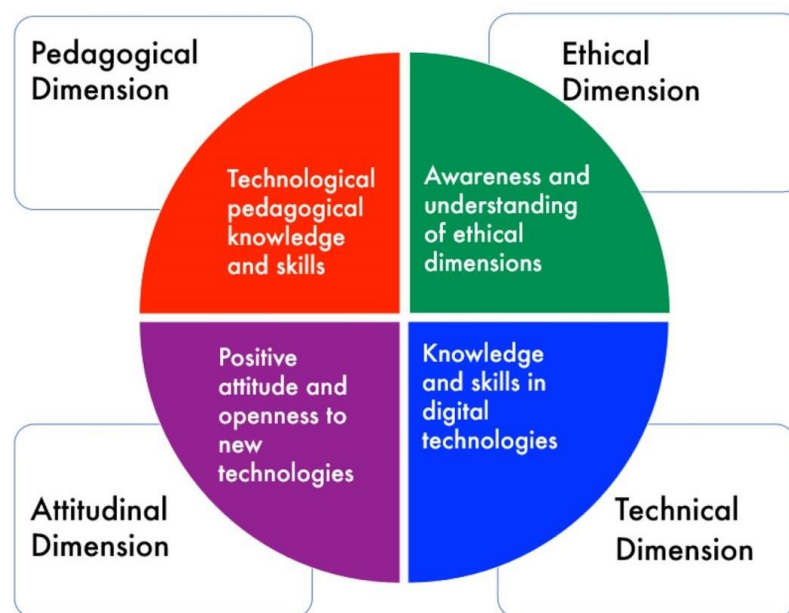 Pedagogical
Dimension
Ethical
Dimension
Technological
pedagogical
knowledge
and skills
Awareness and
understanding
of ethical
dimensions
Positive
attitude and
openness to
new
technologies
Knowledge
and skills in
digital
technologies
Attitudinal
Dimension
Technical
Dimension